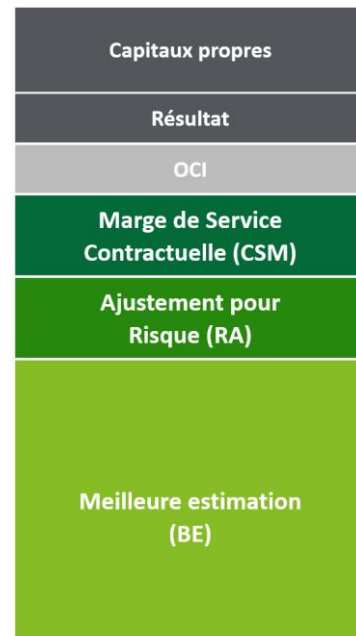 Capitaux propres
Résultat
OCI
Marge de Service
Contractuelle (CSM)
Ajustement pour
Risque (RA)
Meilleure estimation
(BE)